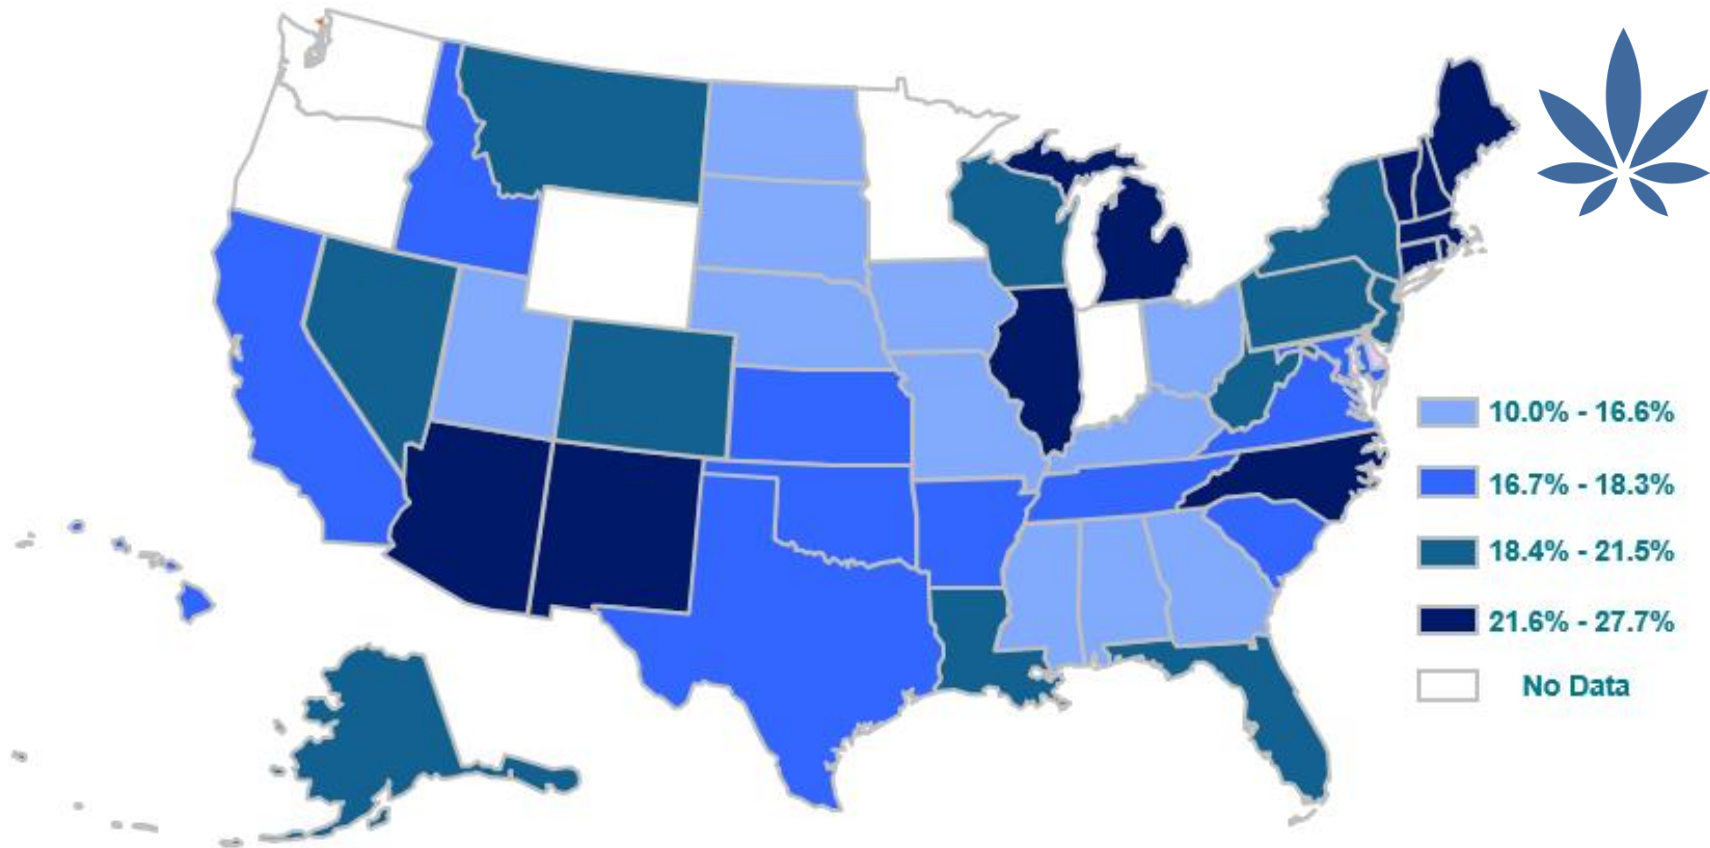 10.0% - 16.6%
16.7% - 18.3%
18.4% - 21.5%
21.6% - 27.7%
No Data